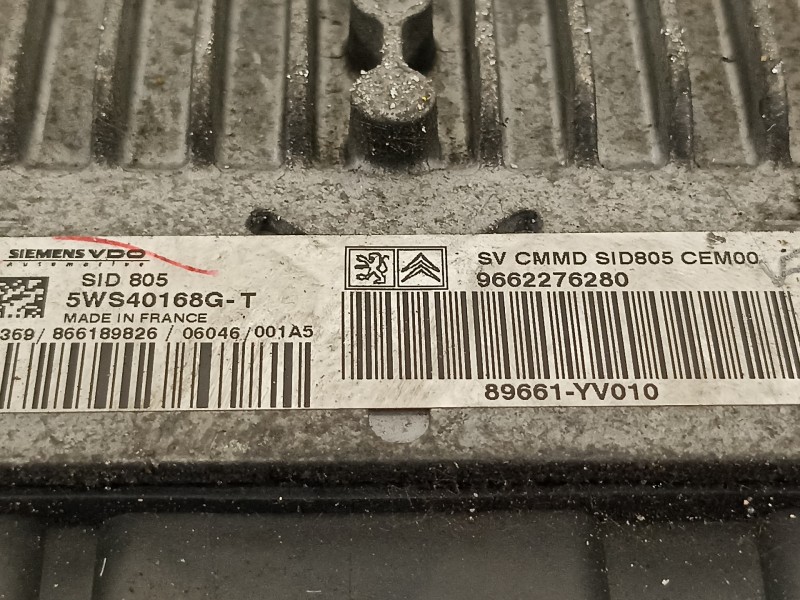 SIEMENS VDO
Automotive
SID 805
5WS40168G-T
MADE IN FRANCE
369/866189826/06046/001A5
SV CMMD SID805 CEM00
9662276280
89661-YV010